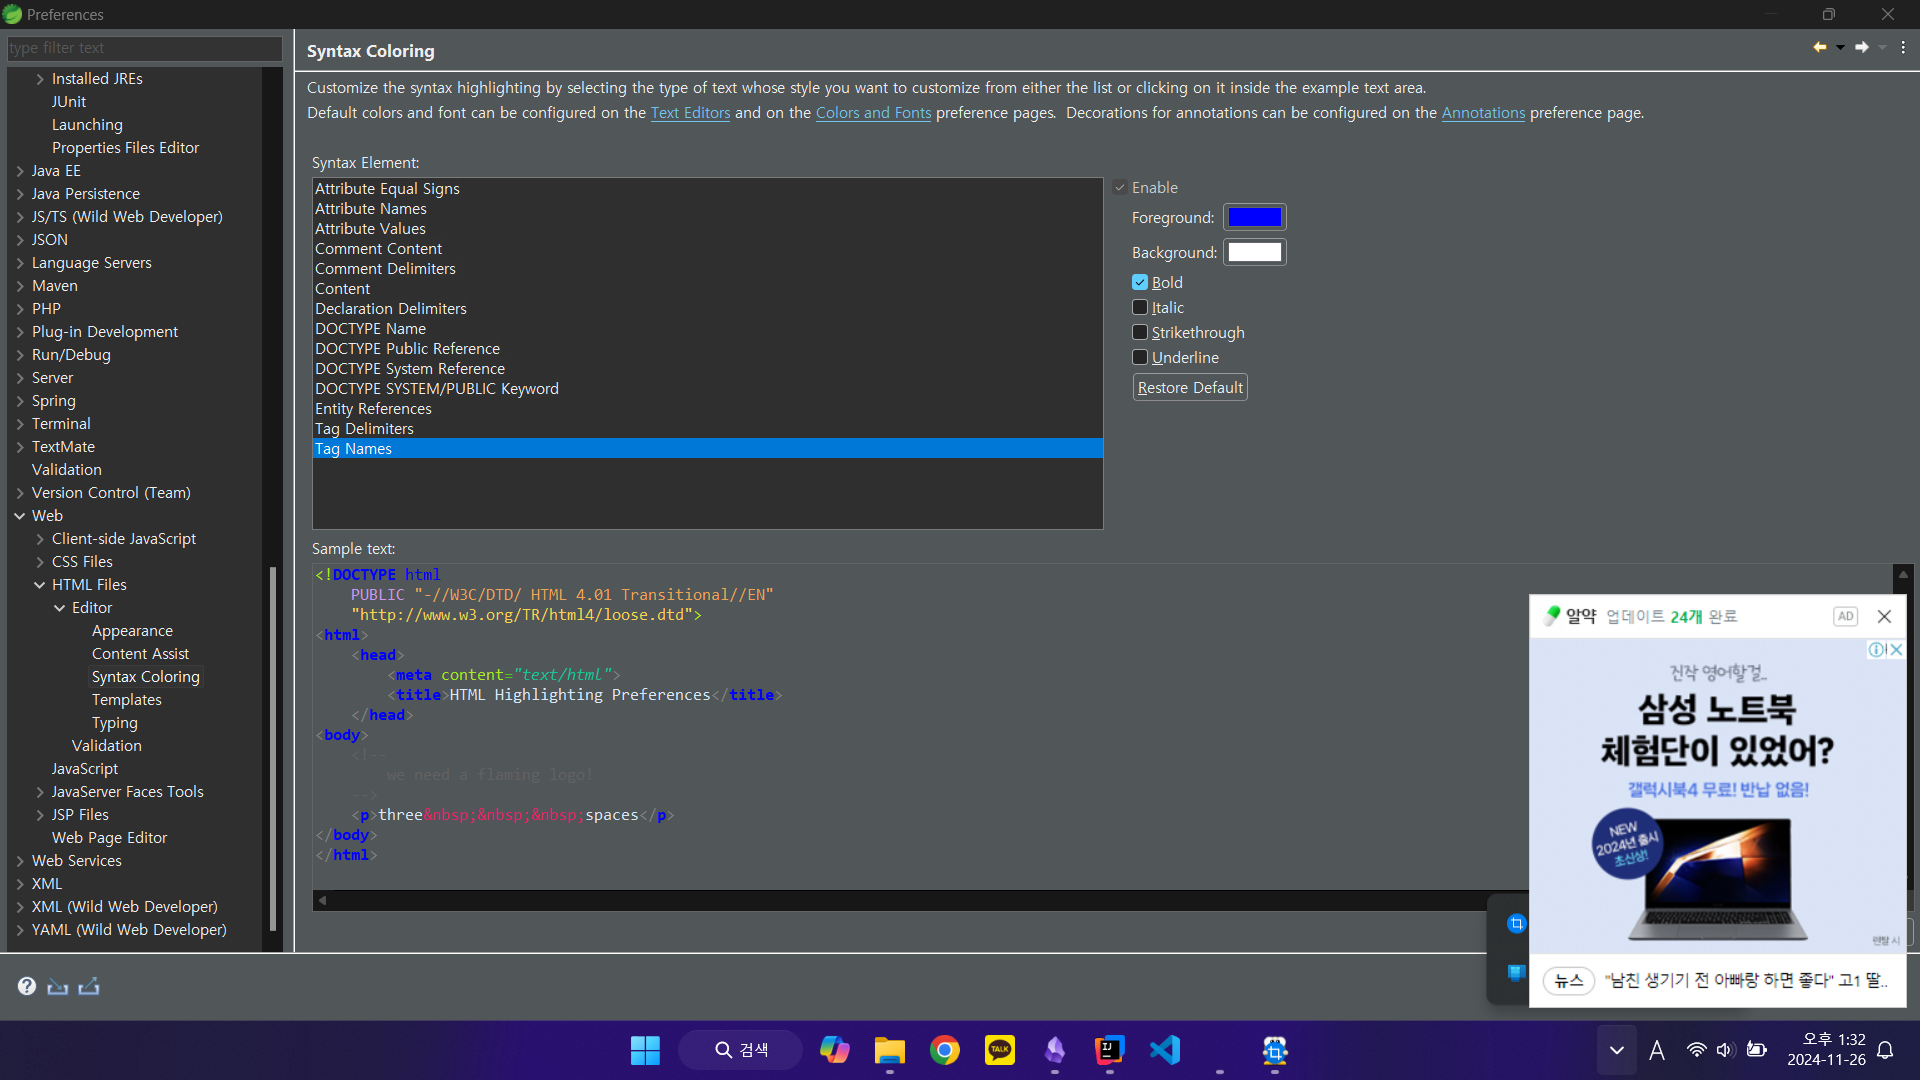 Preferences
type filter text
Installed JREs
JUnit
Launching
Properties Files Editor
Java EE
Java Persistence
JS/TS (Wild Web Developer)
JSON
Language Servers
Maven
PHP
Plug-in Development
Run/Debug
Server
Spring
Terminal
TextMate
Validation
Version Control (Team)
Web
Client-side JavaScript
CSS Files
HTML Files
Editor
Appearance
Content Assist
Syntax Coloring
Templates
Typing
Validation
JavaScript
JavaServer Faces Tools
JSP Files
Web Page Editor
Web Services
XML
XML (Wild Web Developer)
YAML (Wild Web Developer)
Syntax Coloring
Customize the syntax highlighting by selecting the type of text whose style you want to customize from either the list or clicking on it inside the example text area.
Default colors and font can be configured on the Text Editors and on the Colors and Fonts preference pages.  Decorations for annotations can be configured on the Annotations preference page.
Syntax Element:
Attribute Equal Signs
Attribute Names
Attribute Values
Comment Content
Comment Delimiters
Content
Declaration Delimiters
DOCTYPE Name
DOCTYPE Public Reference
DOCTYPE System Reference
DOCTYPE SYSTEM/PUBLIC Keyword
Entity References
Tag Delimiters
Tag Names
Enable
Foreground:
Background:
Bold
Italic
Strikethrough
Underline
Restore Default
Sample text:
<!DOCTYPE html
PUBLIC "-//W3C/DTD/ HTML 4.01 Transitional//EN"
"http://www.w3.org/TR/html4/loose.dtd">
<html>
<head>
<meta content="text/html">
<title>HTML Highlighting Preferences</title>
</head>
<body>
<!--
we need a flaming logo!
-->
<p>three&nbsp;&nbsp;&nbsp;spaces</p>
</body>
</html>
알약 업데이트 24개 완료 AD
진작 영어할걸..
삼성 노트북
체험단이 있었어?
갤럭시북4 무료! 반납 없음!
NEW
2024년 출시
초신상!
렌탈 시
뉴스 "남친 생기기 전 아빠랑 하면 좋다" 고1 딸..
검색
TALK
IJ
A
오후 1:32
2024-11-26